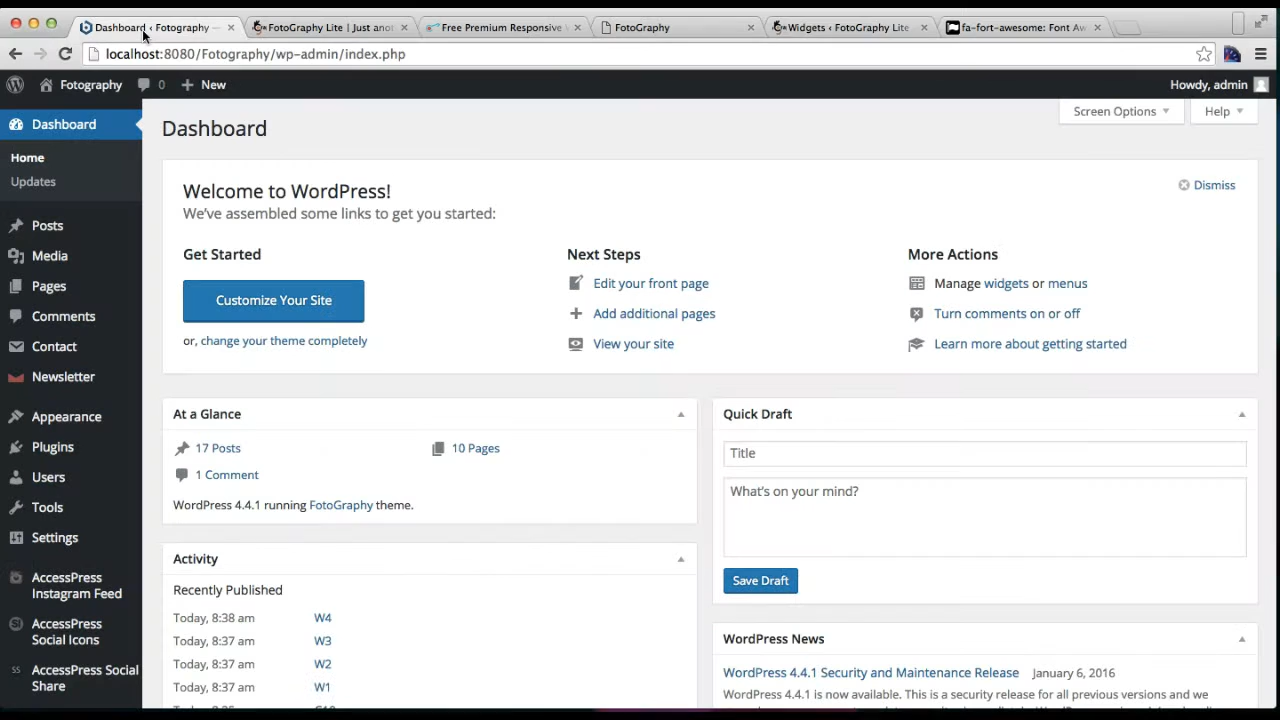 Dashboard ‹ Fotography —
FotoGraphy Lite | Just anot
Free Premium Responsive
FotoGraphy
Widgets ‹ FotoGraphy Lite
fa-fort-awesome: Font Aw
localhost:8080/Fotography/wp-admin/index.php
Fotography
0
New
Howdy, admin
Dashboard
Home
Updates
Posts
Media
Pages
Comments
Contact
Newsletter
Appearance
Plugins
Users
Tools
Settings
AccessPress
Instagram Feed
AccessPress
Social Icons
AccessPress Social
Share
Screen Options
Help
Dashboard
Welcome to WordPress!
Dismiss
We've assembled some links to get you started:
Get Started
Customize Your Site
or, change your theme completely
Next Steps
Edit your front page
Add additional pages
View your site
More Actions
Manage widgets or menus
Turn comments on or off
Learn more about getting started
At a Glance
17 Posts
10 Pages
1 Comment
WordPress 4.4.1 running FotoGraphy theme.
Activity
Recently Published
Today, 8:38 am W4
Today, 8:37 am W3
Today, 8:37 am W2
Today, 8:37 am W1
Quick Draft
Title
What's on your mind?
Save Draft
WordPress News
WordPress 4.4.1 Security and Maintenance Release January 6, 2016
WordPress 4.4.1 is now available. This is a security release for all previous versions and we